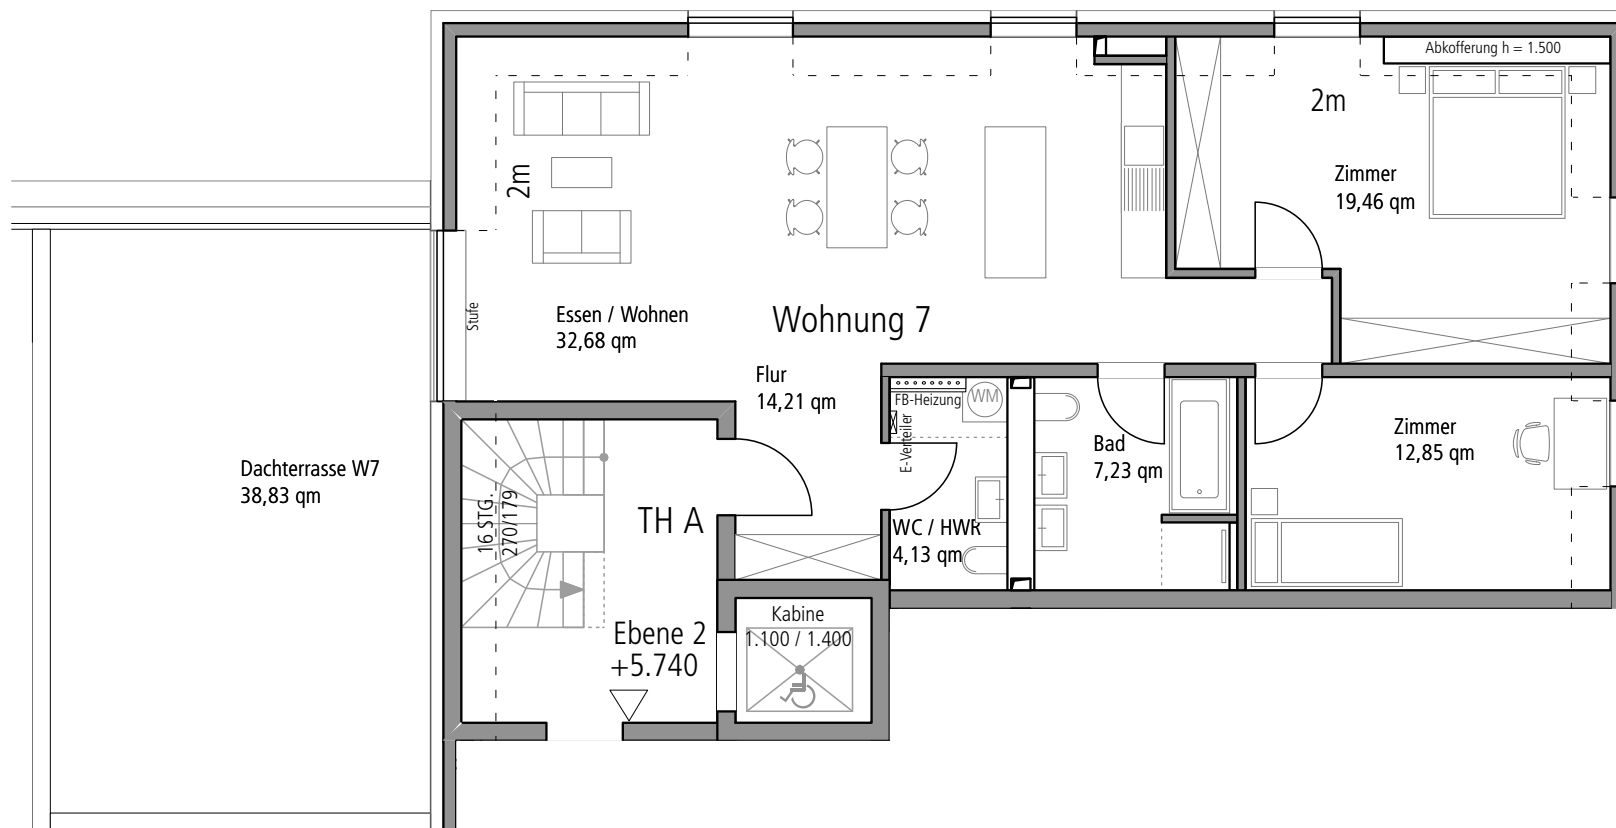 Abkofferung h = 1.500
2m
2m
Zimmer
19,46 qm
Stufe
Essen / Wohnen
32,68 qm
Wohnung 7
Flur
14,21 qm
FB-Heizung
WM
E-Verteiler
Bad
7,23 qm
Zimmer
12,85 qm
Dachterrasse W7
38,83 qm
16 STG.
270/179
TH A
WC / HWR
4,13 qm
Ebene 2
+5.740
Kabine
1.100 / 1.400